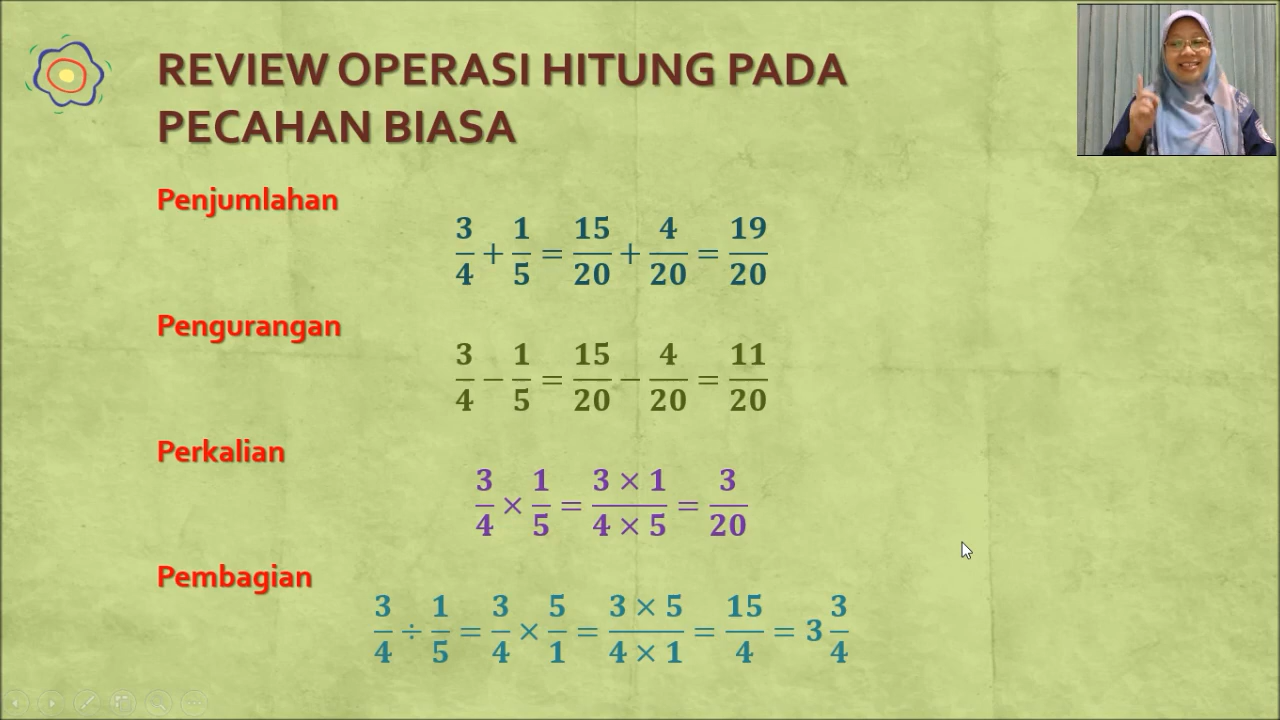 REVIEW OPERASI HITUNG PADA
PECAHAN BIASA
Penjumlahan
3/4 + 1/5 = 15/20 + 4/20 = 19/20
Pengurangan
3/4 − 1/5 = 15/20 − 4/20 = 11/20
Perkalian
3/4 × 1/5 = (3 × 1)/(4 × 5) = 3/20
Pembagian
3/4 ÷ 1/5 = 3/4 × 5/1 = (3 × 5)/(4 × 1) = 15/4 = 3 3/4